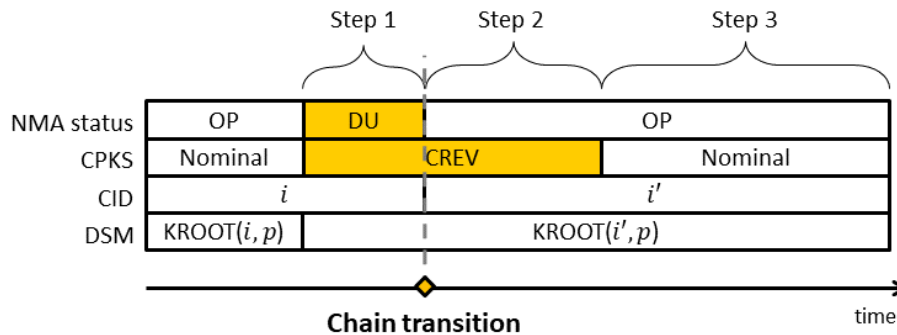 Step 1 Step 2 Step 3
NMA status OP DU OP
CPKS Nominal CREV Nominal
CID i i′
DSM KROOT(i, p) KROOT(i′, p)
time
Chain transition